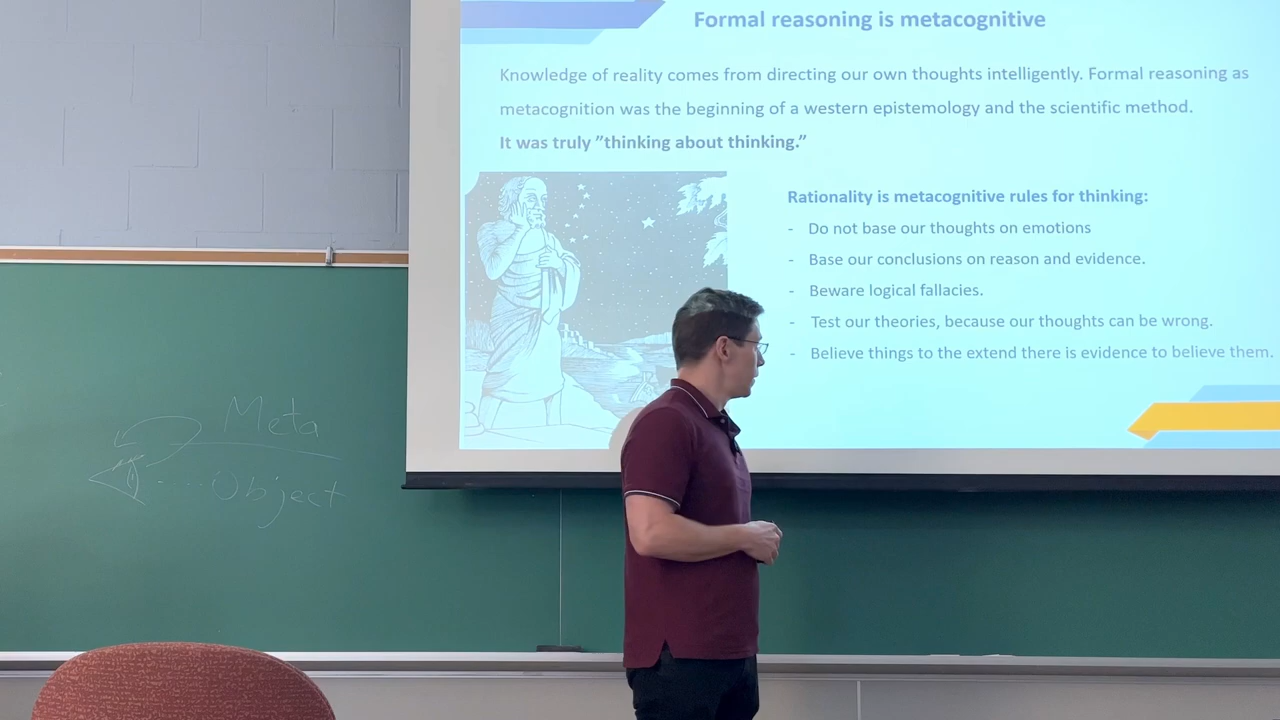 Formal reasoning is metacognitive
Knowledge of reality comes from directing our own thoughts intelligently. Formal reasoning as
metacognition was the beginning of a western epistemology and the scientific method.
It was truly ”thinking about thinking.”
Rationality is metacognitive rules for thinking:
- Do not base our thoughts on emotions
- Base our conclusions on reason and evidence.
- Beware logical fallacies.
- Test our theories, because our thoughts can be wrong.
- Believe things to the extend there is evidence to believe them.
Meta
Object